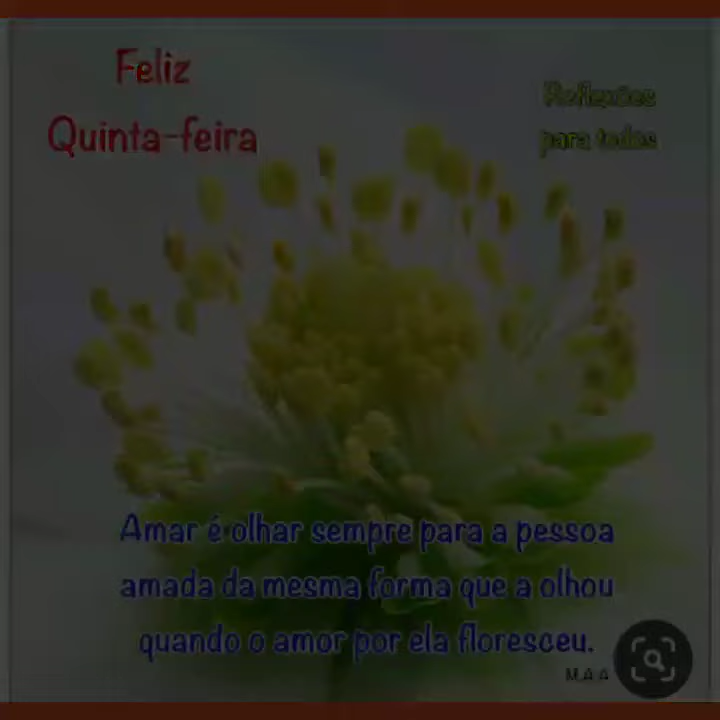 Feliz
Quinta-feira
Reflexões
para todos
Amar é olhar sempre para a pessoa
amada da mesma forma que a olhou
quando o amor por ela floresceu.
M.A.A